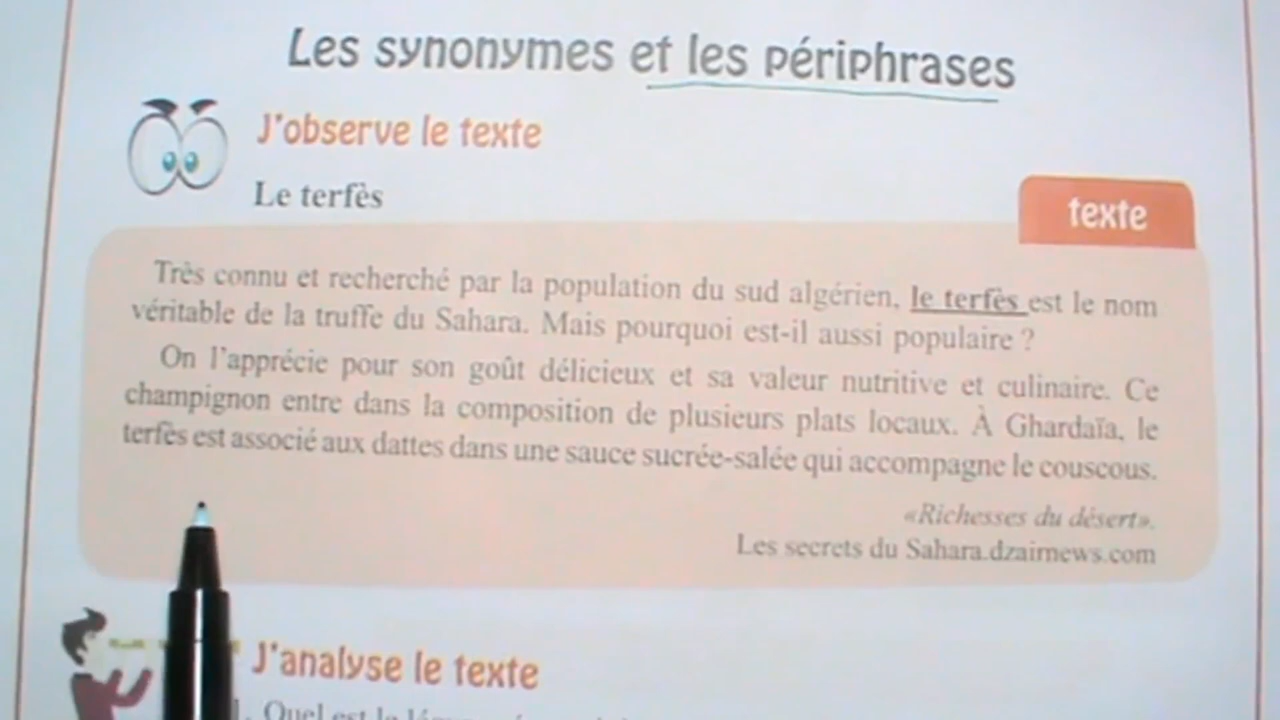 Les synonymes et les périphrases
J'observe le texte
Le terfès
texte
Très connu et recherché par la population du sud algérien, le terfès est le nom
véritable de la truffe du Sahara. Mais pourquoi est-il aussi populaire ?
On l'apprécie pour son goût délicieux et sa valeur nutritive et culinaire. Ce
champignon entre dans la composition de plusieurs plats locaux. À Ghardaïa, le
terfès est associé aux dattes dans une sauce sucrée-salée qui accompagne le couscous.
«Richesses du désert».
Les secrets du Sahara.dzairnews.com
J'analyse le texte
Quel est le